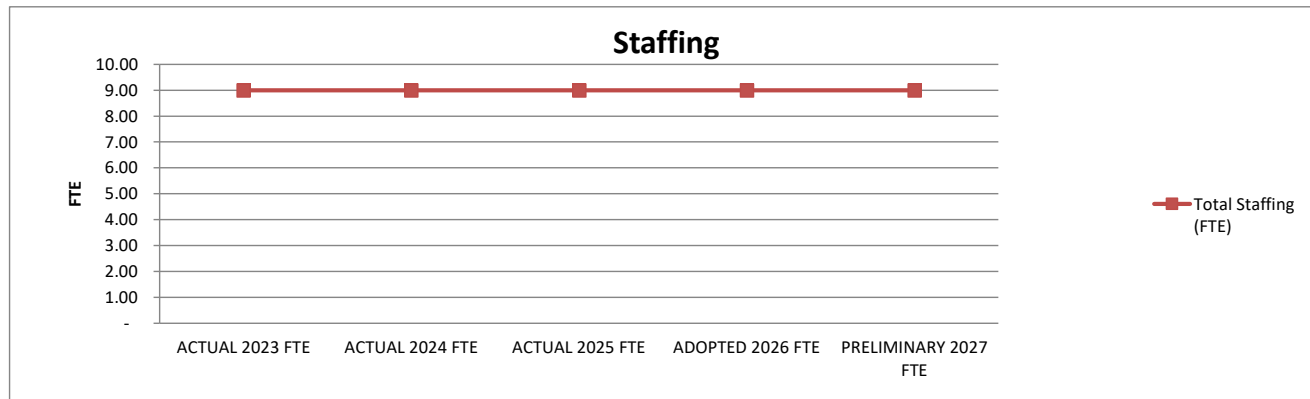 Staffing
10.00
9.00
8.00
7.00
6.00
5.00
4.00
3.00
2.00
1.00
-
FTE
ACTUAL 2023 FTE
ACTUAL 2024 FTE
ACTUAL 2025 FTE
ADOPTED 2026 FTE
PRELIMINARY 2027
FTE
Total Staffing
(FTE)